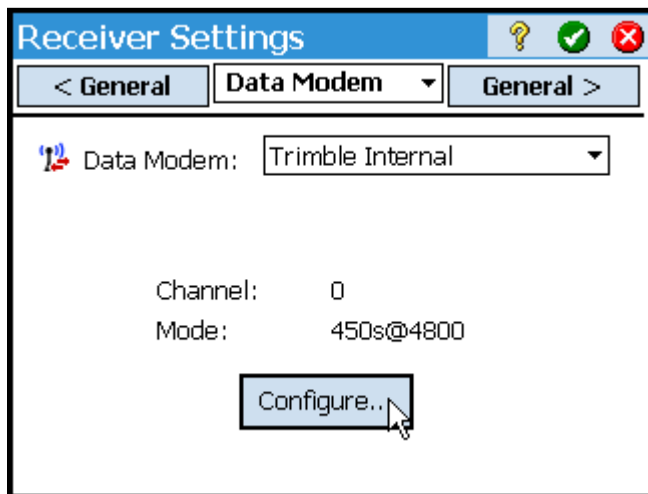 Receiver Settings
< General Data Modem General >
Data Modem: Trimble Internal
Channel: 0
Mode: 450s@4800
Configure...